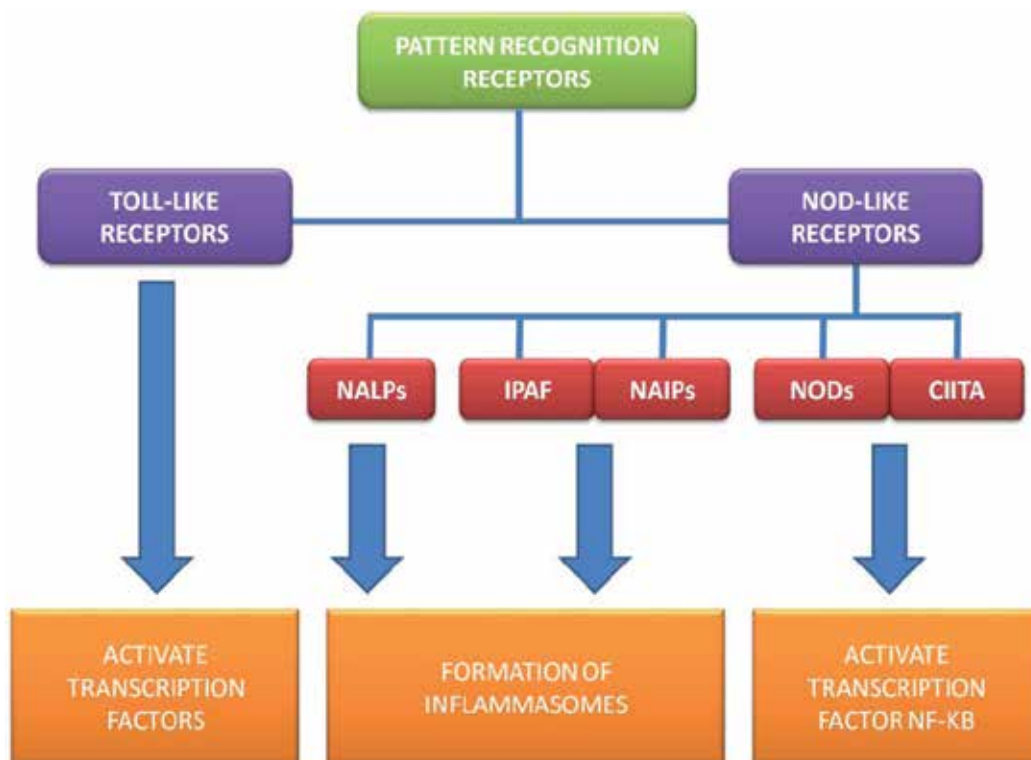 PATTERN RECOGNITION
RECEPTORS
TOLL-LIKE
RECEPTORS
NOD-LIKE
RECEPTORS
NALPs
IPAF
NAIPs
NODs
CIITA
ACTIVATE
TRANSCRIPTION
FACTORS
FORMATION OF
INFLAMMASOMES
ACTIVATE
TRANSCRIPTION
FACTOR NF-KB